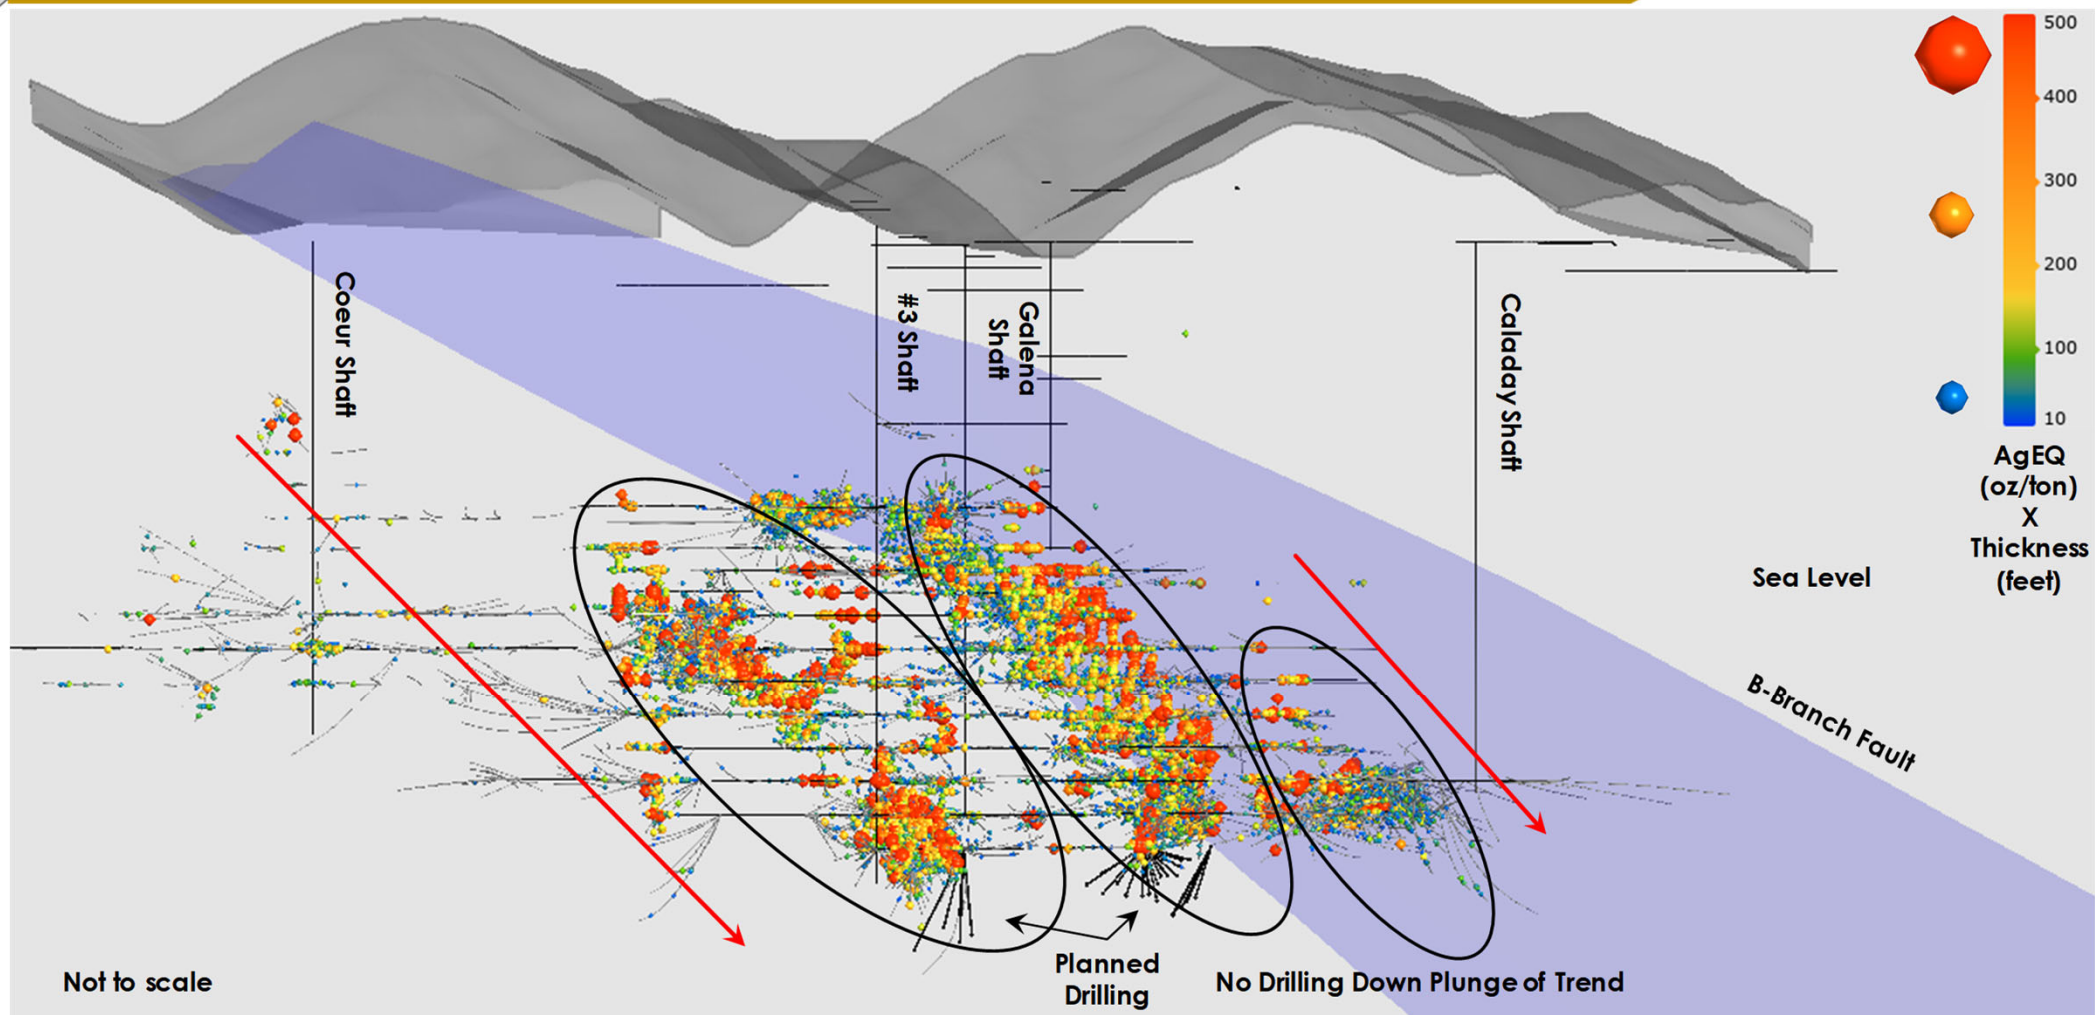 500
400
300
200
100
10
AgEQ
(oz/ton)
X
Thickness
(feet)
Coeur Shaft
#3 Shaft
Galena
Shaft
Caladay Shaft
Sea Level
B-Branch Fault
Planned
Drilling
No Drilling Down Plunge of Trend
Not to scale